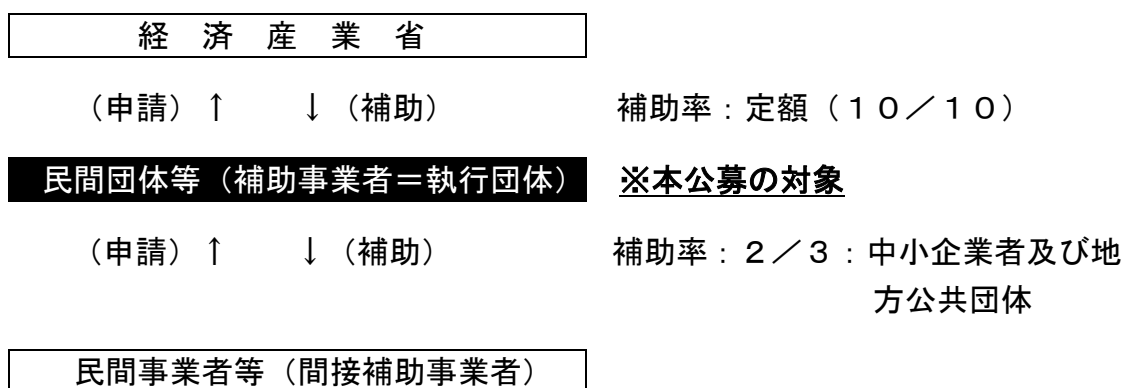 経 済 産 業 省
（申請）↑ ↓（補助） 補助率：定額（１０／１０）
民間団体等（補助事業者＝執行団体） ※本公募の対象
（申請）↑ ↓（補助） 補助率：２／３：中小企業者及び地
方公共団体
民間事業者等（間接補助事業者）